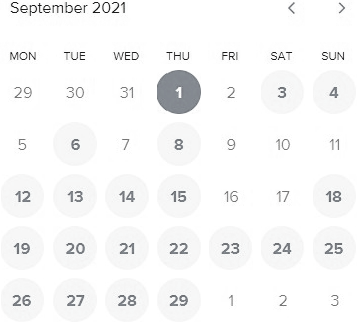 September 2021
MON TUE WED THU FRI SAT SUN
29 30 31 1 2 3 4
5 6 7 8 9 10 11
12 13 14 15 16 17 18
19 20 21 22 23 24 25
26 27 28 29 1 2 3